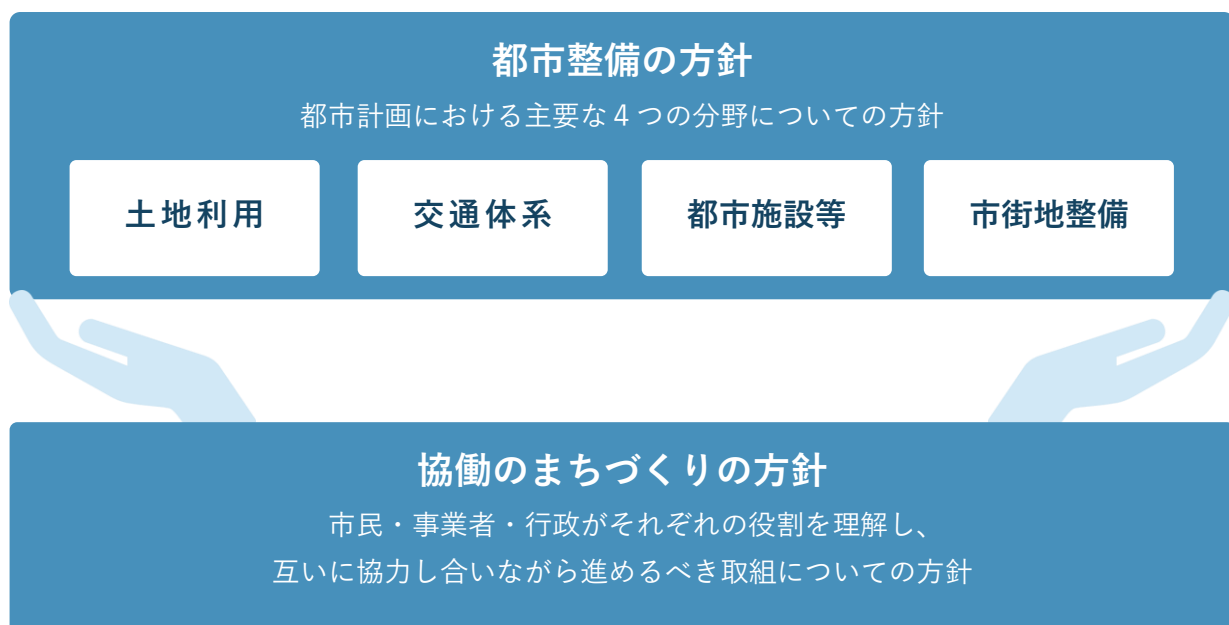 都市整備の方針
都市計画における主要な４つの分野についての方針
土地利用
交通体系
都市施設等
市街地整備
協働のまちづくりの方針
市民・事業者・行政がそれぞれの役割を理解し、
互いに協力し合いながら進めるべき取組についての方針